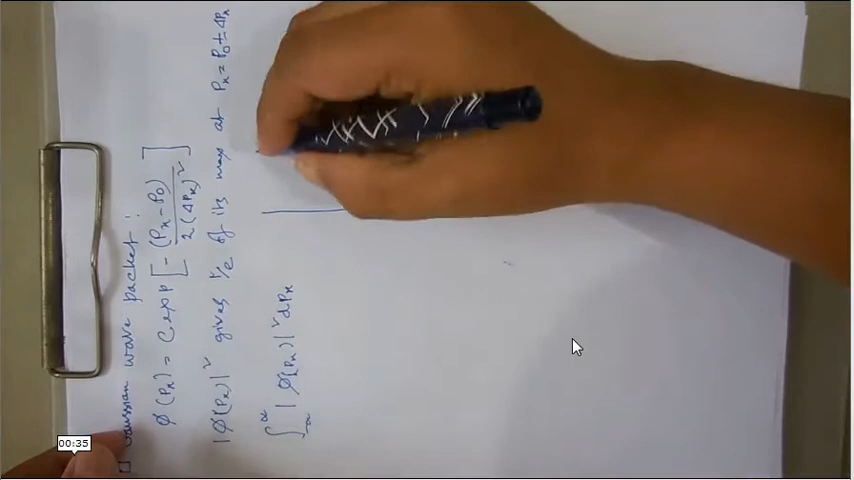 □ Gaussian wave packet :
φ(Pₓ) = C exp [ - (Pₓ - P₀) / 2(ΔPₓ)² ]
|φ(Pₓ)|² gives 1/e of its max at Pₓ = P₀ ± ΔPₓ
∫_{-∞}^{∞} |φ(Pₓ)|² dPₓ
00:35